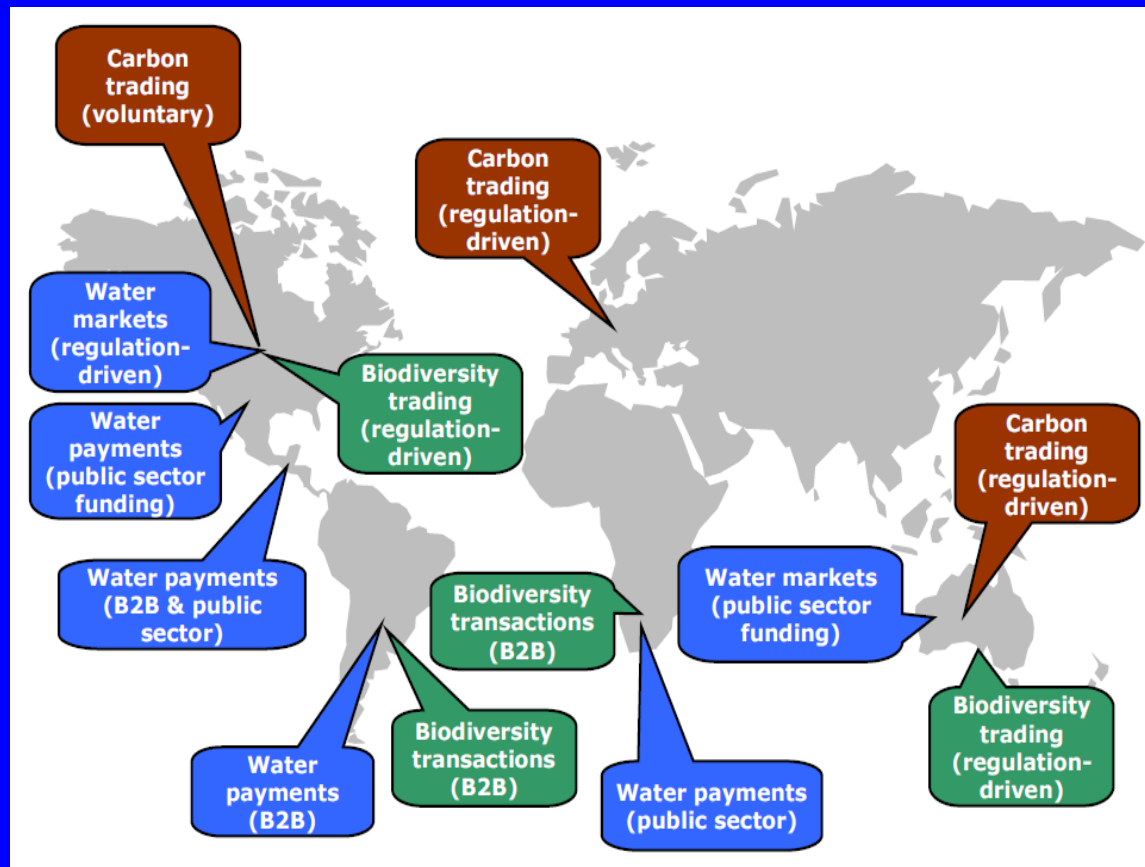 Carbon
trading
(voluntary)
Carbon
trading
(regulation-
driven)
Water
markets
(regulation-
driven)
Biodiversity
trading
(regulation-
driven)
Water
payments
(public sector
funding)
Carbon
trading
(regulation-
driven)
Water payments
(B2B & public
sector)
Biodiversity
transactions
(B2B)
Water markets
(public sector
funding)
Water
payments
(B2B)
Biodiversity
transactions
(B2B)
Water payments
(public sector)
Biodiversity
trading
(regulation-
driven)